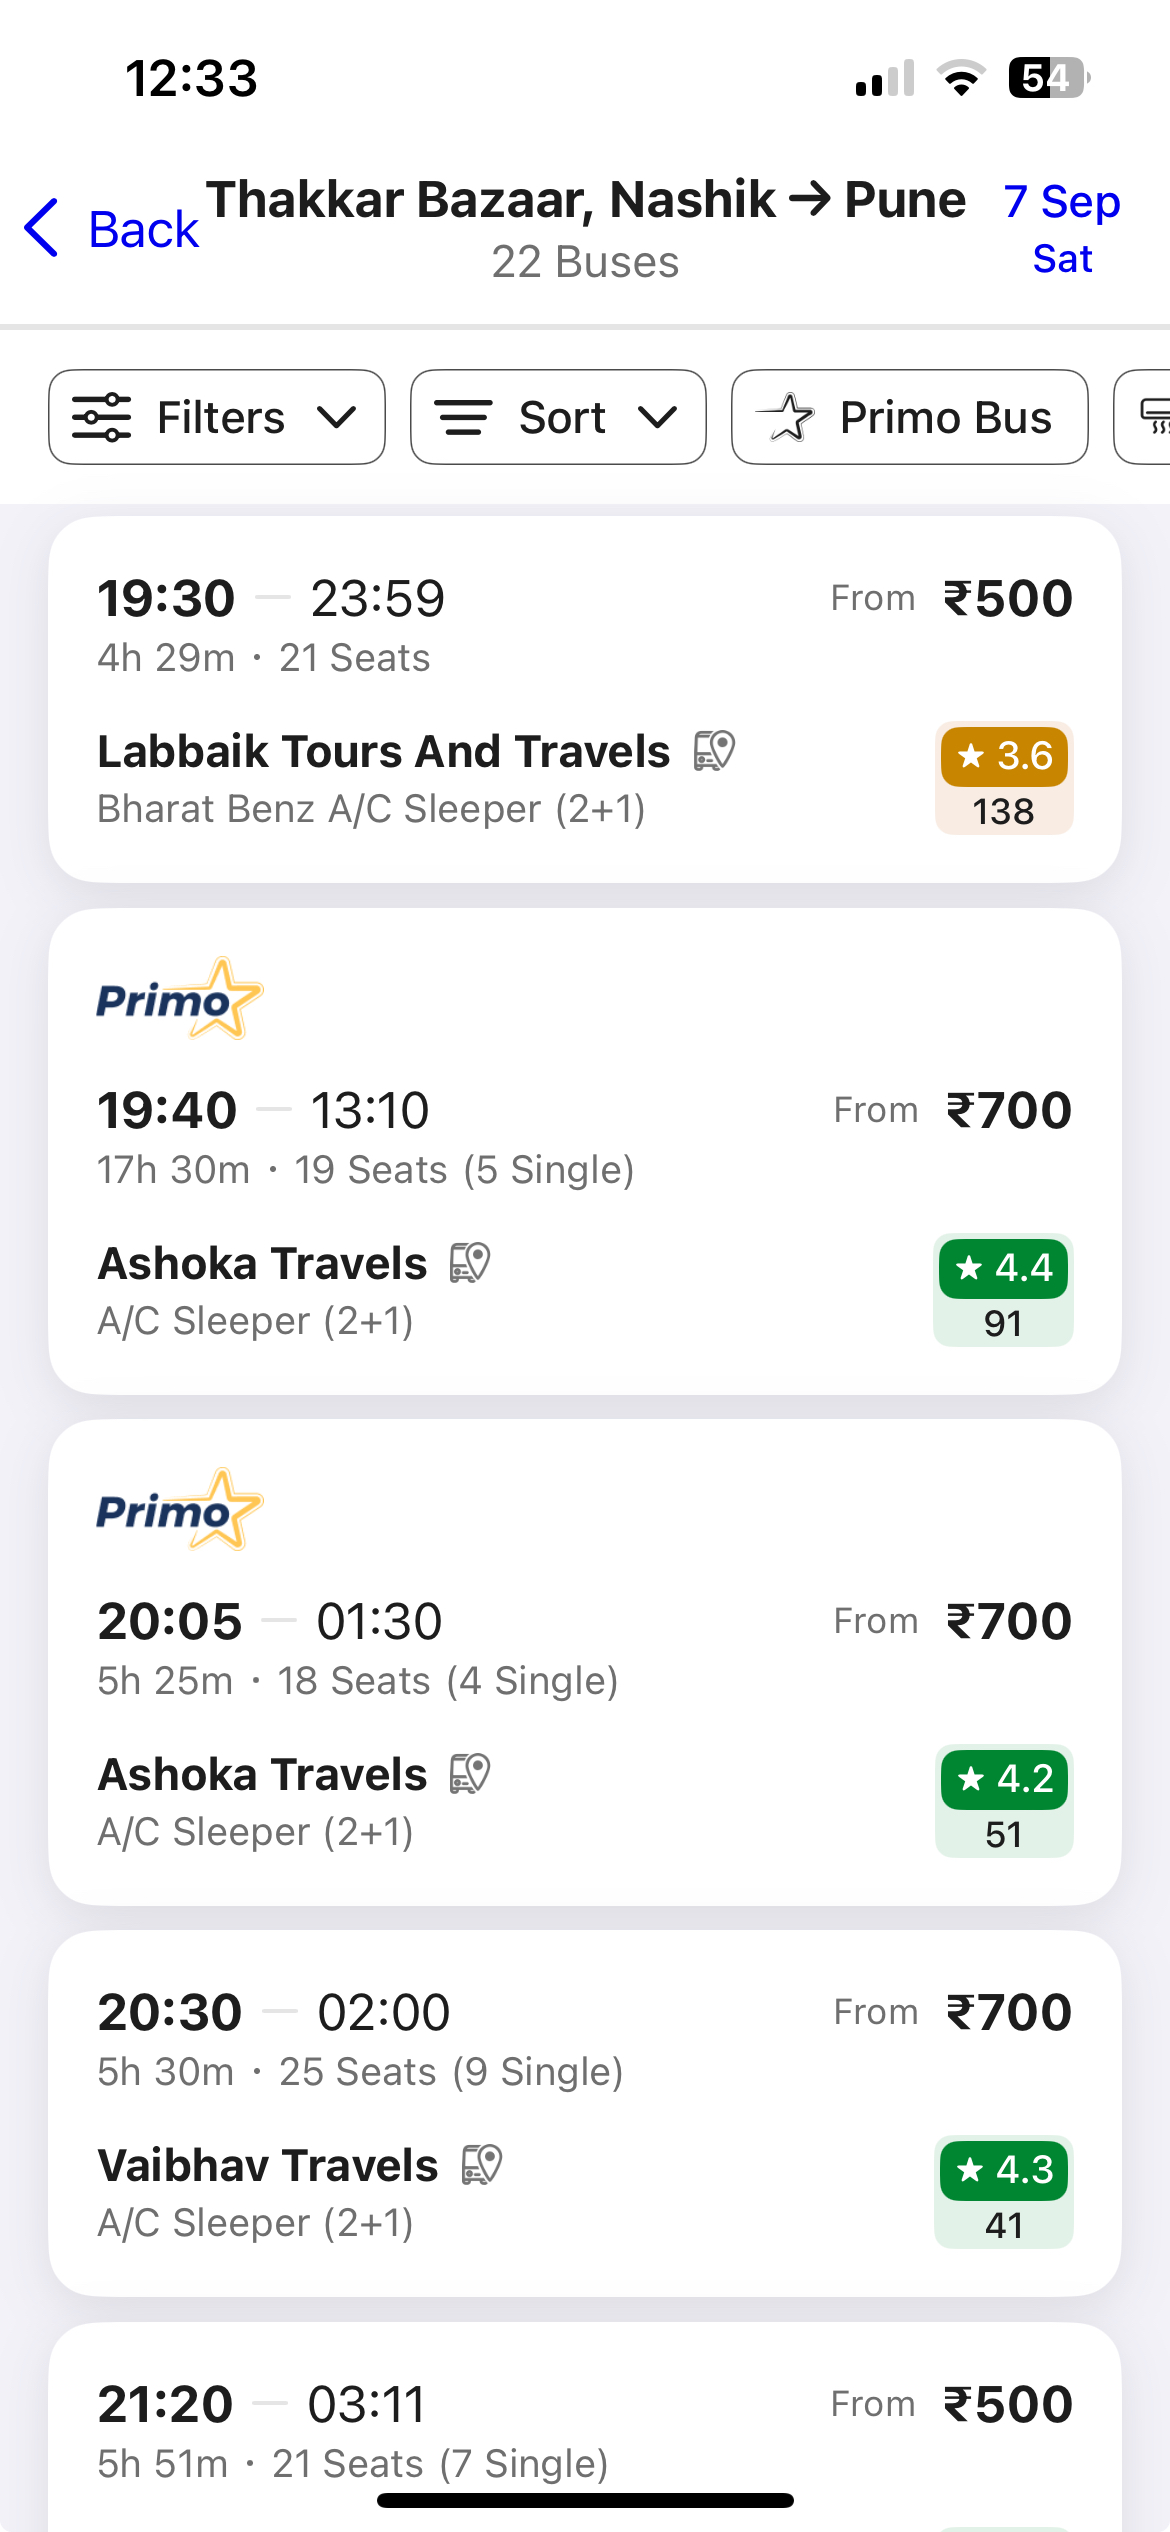 12:33
54
Back
Thakkar Bazaar, Nashik → Pune
22 Buses
7 Sep
Sat
Filters
Sort
Primo Bus
19:30 — 23:59
From ₹500
4h 29m · 21 Seats
Labbaik Tours And Travels
★ 3.6
Bharat Benz A/C Sleeper (2+1)
138
Primo
19:40 — 13:10
From ₹700
17h 30m · 19 Seats (5 Single)
Ashoka Travels
★ 4.4
A/C Sleeper (2+1)
91
Primo
20:05 — 01:30
From ₹700
5h 25m · 18 Seats (4 Single)
Ashoka Travels
★ 4.2
A/C Sleeper (2+1)
51
20:30 — 02:00
From ₹700
5h 30m · 25 Seats (9 Single)
Vaibhav Travels
★ 4.3
A/C Sleeper (2+1)
41
21:20 — 03:11
From ₹500
5h 51m · 21 Seats (7 Single)